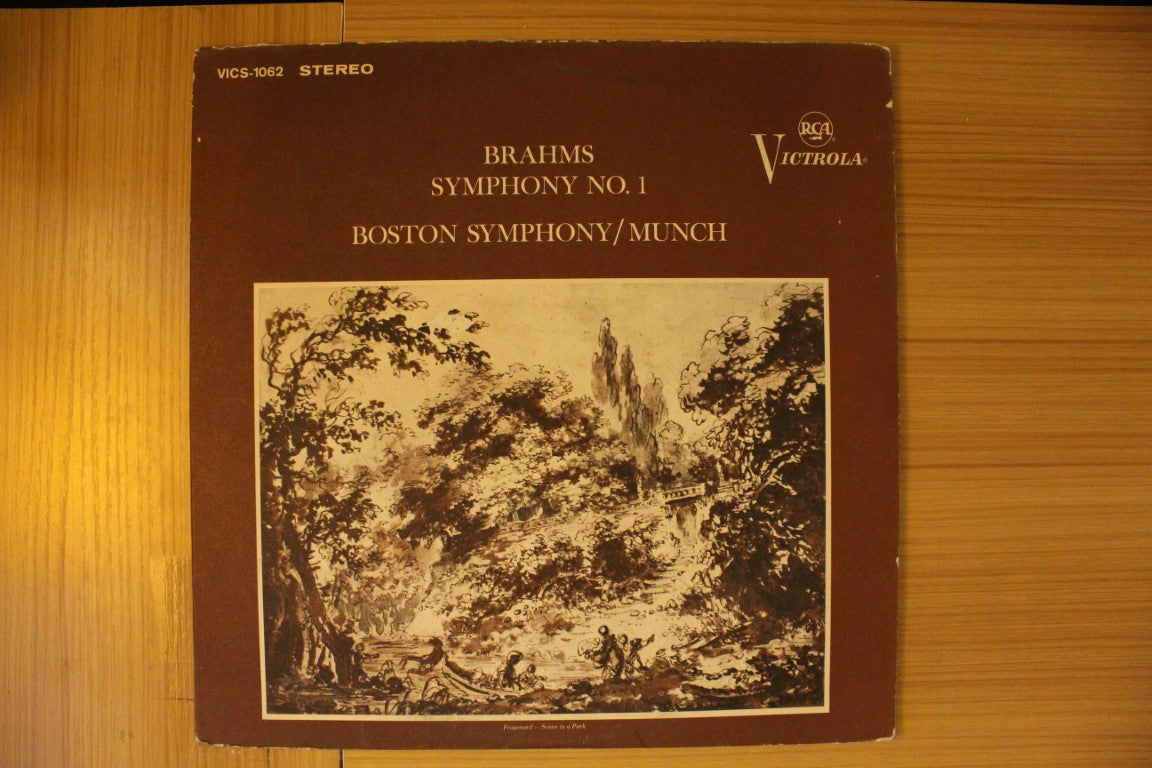 VICS-1062 STEREO
RCA
VICTROLA®
BRAHMS
SYMPHONY NO. 1
BOSTON SYMPHONY/MUNCH
Fragonard — Scene in a Park